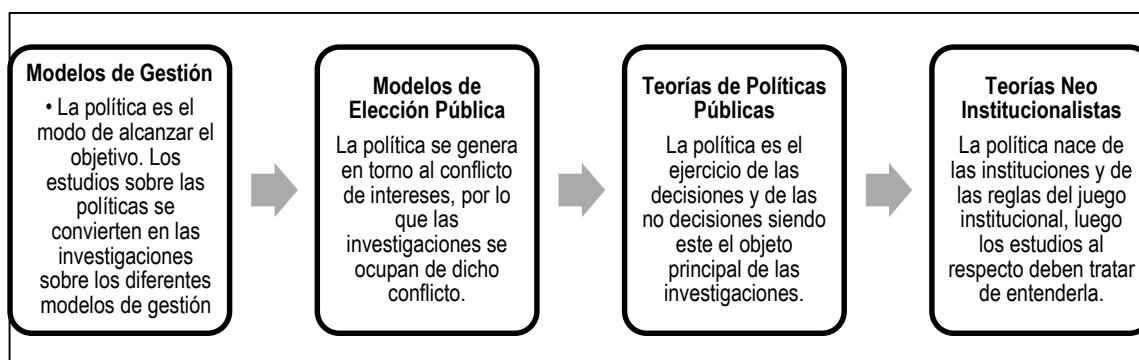 Modelos de Gestión
• La política es el
modo de alcanzar el
objetivo. Los
estudios sobre las
políticas se
convierten en las
investigaciones
sobre los diferentes
modelos de gestión
Modelos de
Elección Pública
La política se genera
en torno al conflicto
de intereses, por lo
que las
investigaciones se
ocupan de dicho
conflicto.
Teorías de Políticas
Públicas
La política es el
ejercicio de las
decisiones y de las
no decisiones siendo
este el objeto
principal de las
investigaciones.
Teorías Neo
Institucionalistas
La política nace de
las instituciones y de
las reglas del juego
institucional, luego
los estudios al
respecto deben tratar
de entenderla.